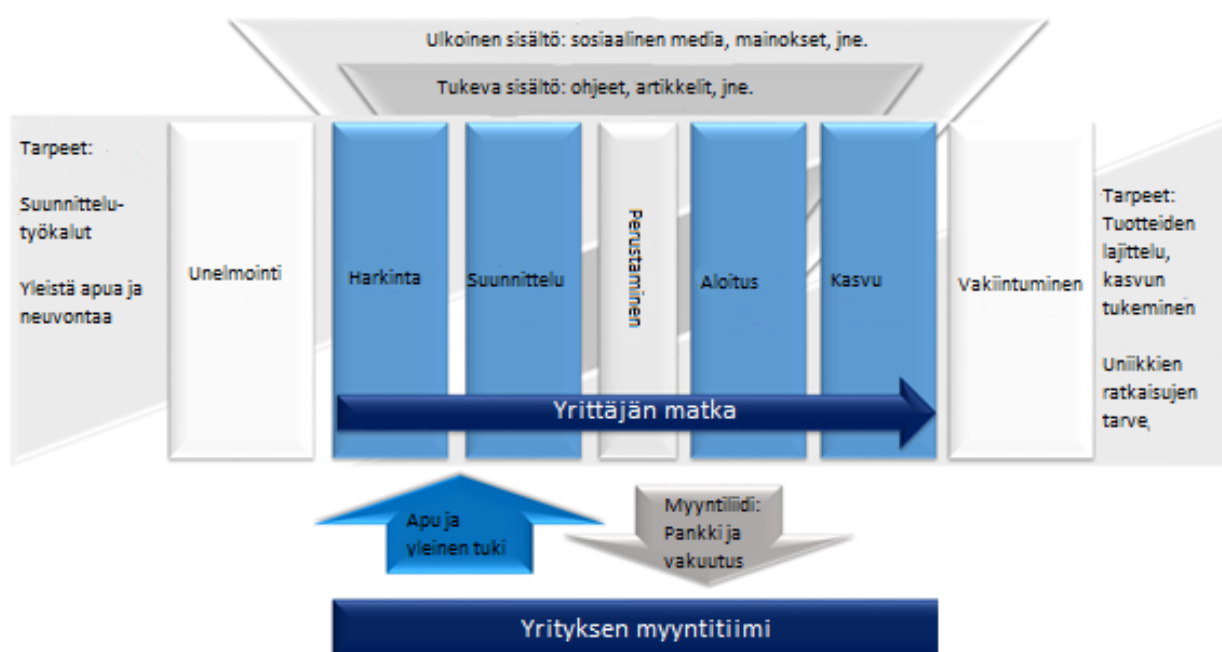 Ulkoinen sisältö: sosiaalinen media, mainokset, jne.
Tukeva sisältö: ohjeet, artikkelit, jne.
Tarpeet:
Suunnittelu-
työkalut
Yleistä apua ja
neuvontaa
Unelmointi
Harkinta
Suunnittelu
Perustaminen
Aloitus
Kasvu
Vakiintuminen
Tarpeet:
Tuotteiden
lajittelu,
kasvun
tukeminen
Uniikkien
ratkaisujen
tarve,
Yrittäjän matka
Apu ja
yleinen tuki
Myyntiliidi:
Pankki ja
vakuutus
Yrityksen myyntitiimi